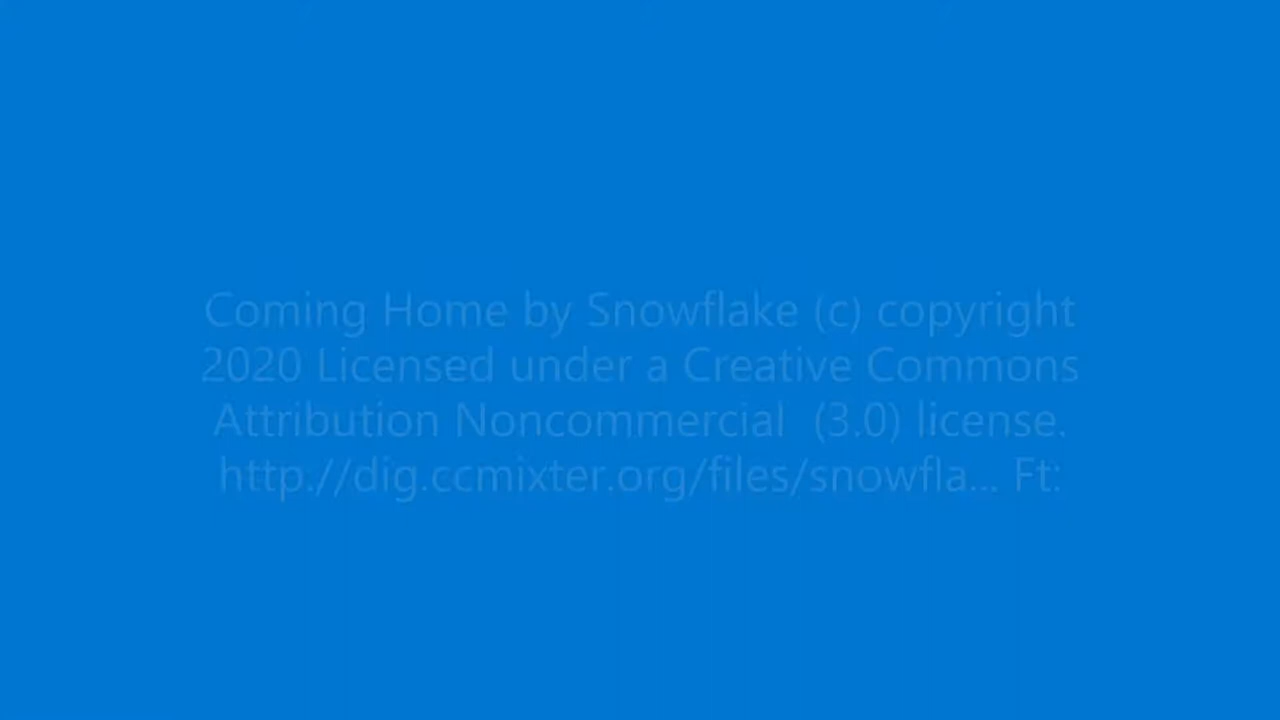 Coming Home by Snowflake (c) copyright
2020 Licensed under a Creative Commons
Attribution Noncommercial  (3.0) license.
http://dig.ccmixter.org/files/snowfla... Ft: